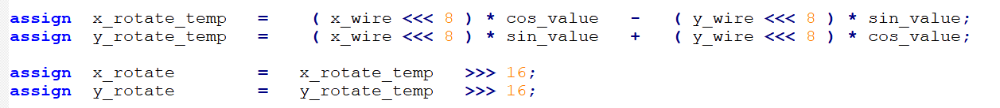 assign x_rotate_temp = ( x_wire <<< 8 ) * cos_value - ( y_wire <<< 8 ) * sin_value;
assign y_rotate_temp = ( x_wire <<< 8 ) * sin_value + ( y_wire <<< 8 ) * cos_value;
assign x_rotate = x_rotate_temp >>> 16;
assign y_rotate = y_rotate_temp >>> 16;